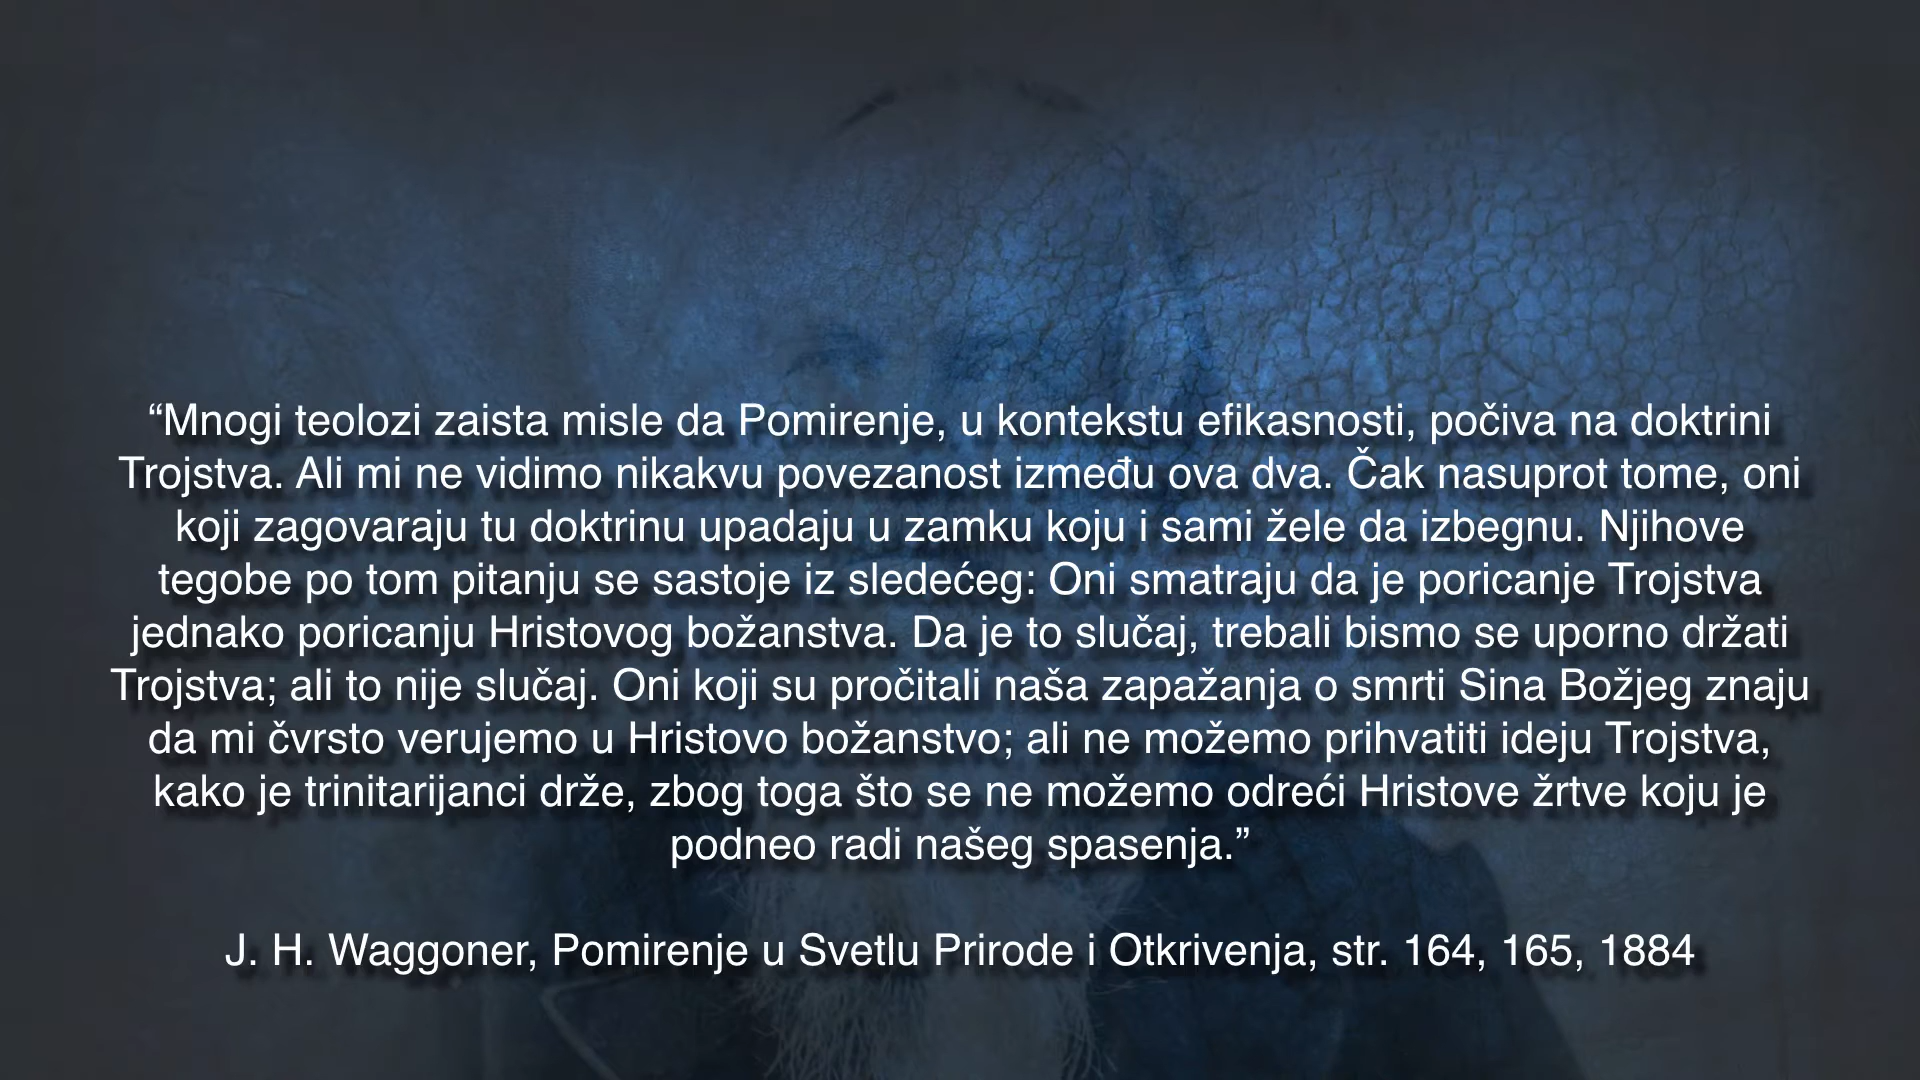 “Mnogi teolozi zaista misle da Pomirenje, u kontekstu efikasnosti, počiva na doktrini
Trojstva. Ali mi ne vidimo nikakvu povezanost između ova dva. Čak nasuprot tome, oni
koji zagovaraju tu doktrinu upadaju u zamku koju i sami žele da izbegnu. Njihove
tegobe po tom pitanju se sastoje iz sledećeg: Oni smatraju da je poricanje Trojstva
jednako poricanju Hristovog božanstva. Da je to slučaj, trebali bismo se uporno držati
Trojstva; ali to nije slučaj. Oni koji su pročitali naša zapažanja o smrti Sina Božjeg znaju
da mi čvrsto verujemo u Hristovo božanstvo; ali ne možemo prihvatiti ideju Trojstva,
kako je trinitarijanci drže, zbog toga što se ne možemo odreći Hristove žrtve koju je
podneo radi našeg spasenja.”
J. H. Waggoner, Pomirenje u Svetlu Prirode i Otkrivenja, str. 164, 165, 1884